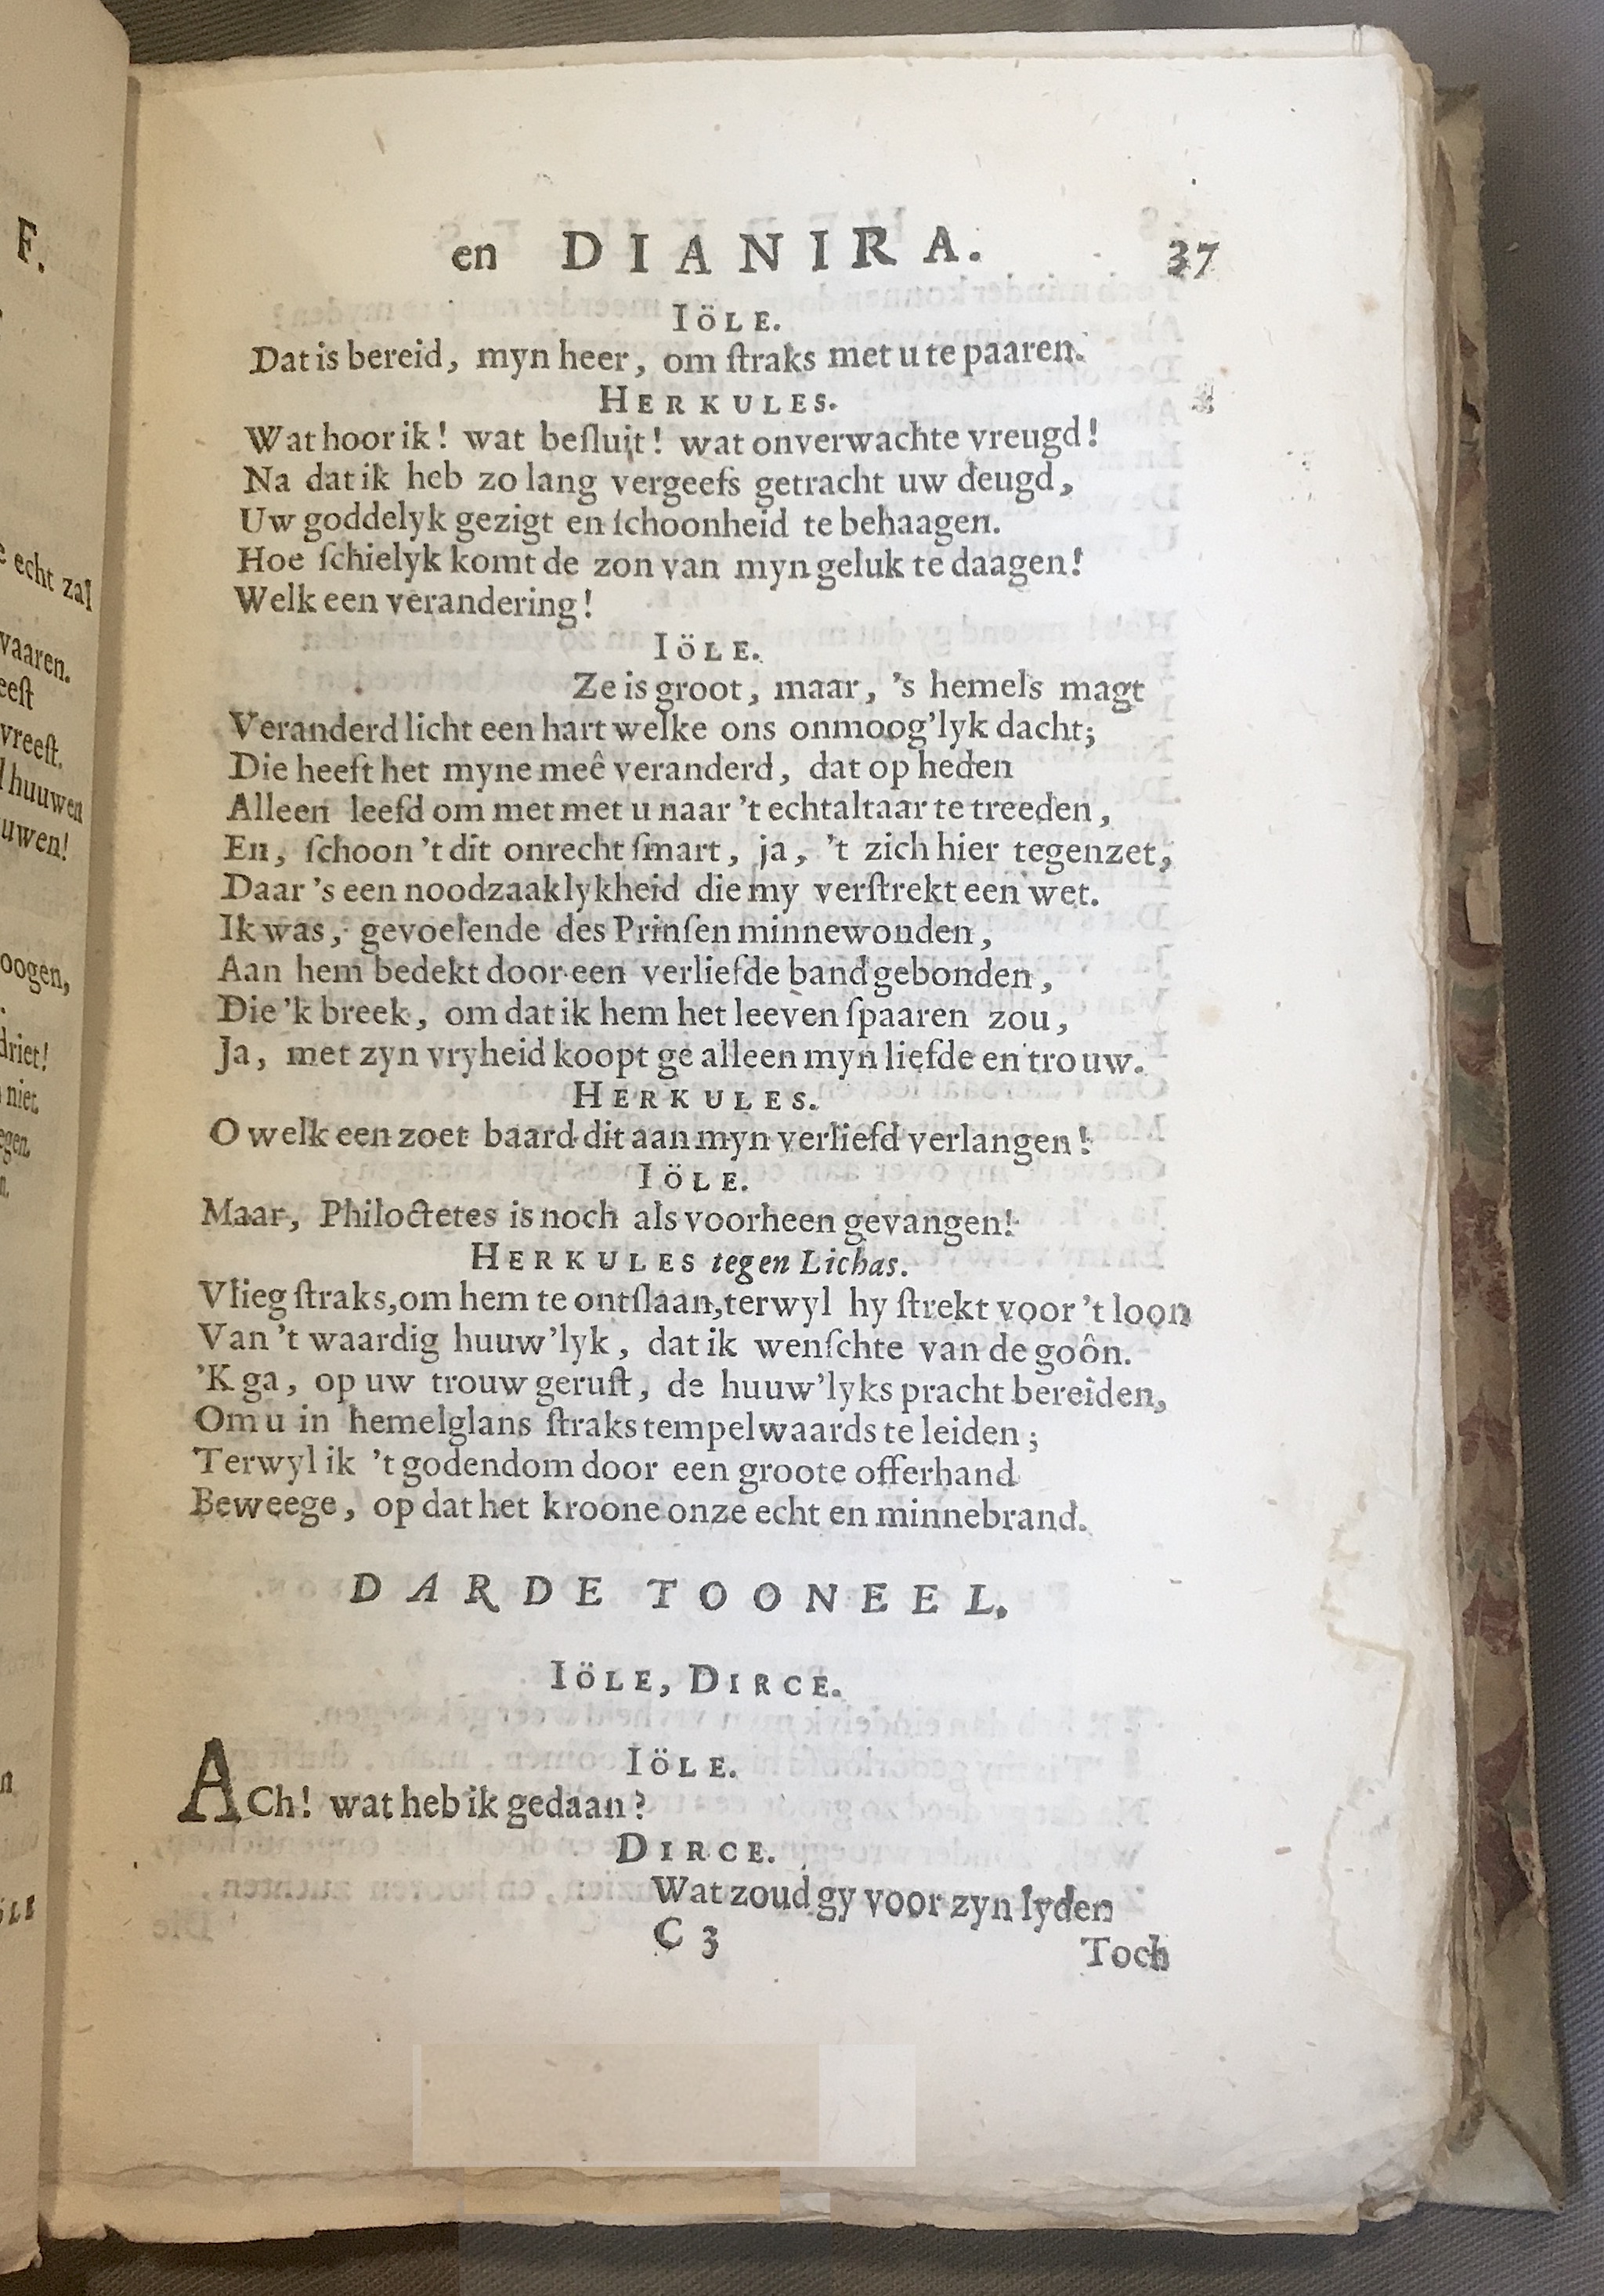 en DIANIRA. 37
IÖLE.
Dat is bereid, myn heer, om ſtraks met u te paaren.
HERKULES.
Wat hoor ik! wat beſluit! wat onverwachte vreugd!
Na dat ik heb zo lang vergeefs getracht uw deugd,
Uw goddelyk gezigt en ſchoonheid te behaagen.
Hoe ſchielyk komt de zon van myn geluk te daagen!
Welk een verandering!
IÖLE.
Ze is groot, maar, 's hemels magt
Veranderd licht een hart welke ons onmoog'lyk dacht;
Die heeft het myne meê veranderd, dat op heden
Alleen leefd om met met u naar 't echtaltaar te treeden,
En, ſchoon 't dit onrecht ſmart, ja, 't zich hier tegenzet,
Daar 's een noodzaaklykheid die my verſtrekt een wet.
Ik was, gevoelende des Prinſen minnewonden,
Aan hem bedekt door een verliefde band gebonden,
Die 'k breek, om dat ik hem het leeven ſpaaren zou,
Ja, met zyn vryheid koopt ge alleen myn liefde en trouw.
HERKULES.
O welk een zoet baard dit aan myn verliefd verlangen!
IÖLE.
Maar, Philoctetes is noch als voorheen gevangen!
HERKULES tegen Lichas.
Vlieg ſtraks, om hem te ontſlaan, terwyl hy ſtrekt voor 't loon
Van 't waardig huuw'lyk, dat ik wenſchte van de goôn.
'K ga, op uw trouw geruſt, de huuw'lyks pracht bereiden,
Om u in hemelglans ſtraks tempelwaards te leiden;
Terwyl ik 't godendom door een groote offerhand
Beweege, op dat het kroone onze echt en minnebrand.
DARDE TOONEEL.
IÖLE, DIRCE.
IÖLE.
ACh! wat heb ik gedaan?
DIRCE.
Wat zoud gy voor zyn lyden
C 3
Toch
F.
echt zal
vaaren.
vreeſt.
huuwen
uwen!
oogen,
driet!
niet.